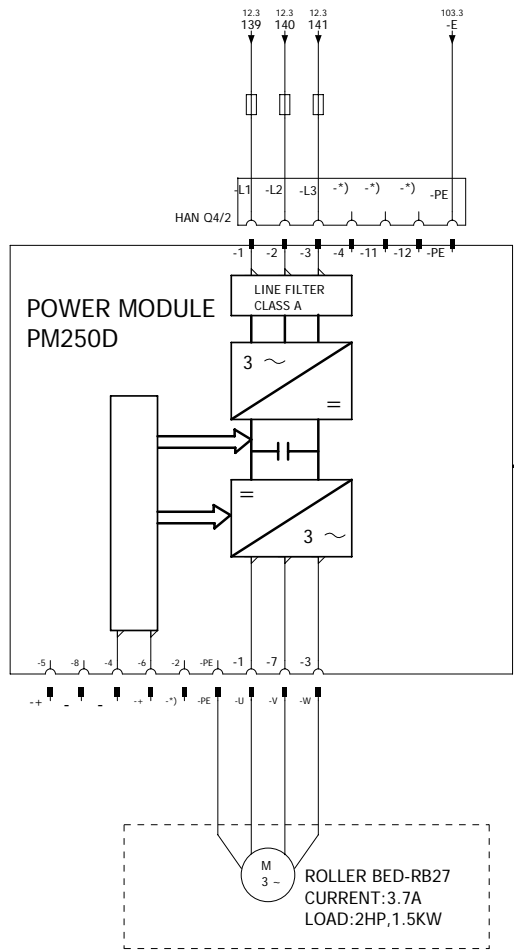 12.3 12.3 12.3 103.3
139 140 141 -E
-L1 -L2 -L3 -*) -*) -*) -PE
HAN Q4/2
-1 -2 -3 -4 -11 -12 -PE
LINE FILTER
CLASS A
POWER MODULE
PM250D
3 ~
=
=
3 ~
-5 -8 -4 -6 -2 -PE -1 -7 -3
-+ - - -+ -*) -PE -U -V -W
M
3 ~
ROLLER BED-RB27
CURRENT:3.7A
LOAD:2HP,1.5KW